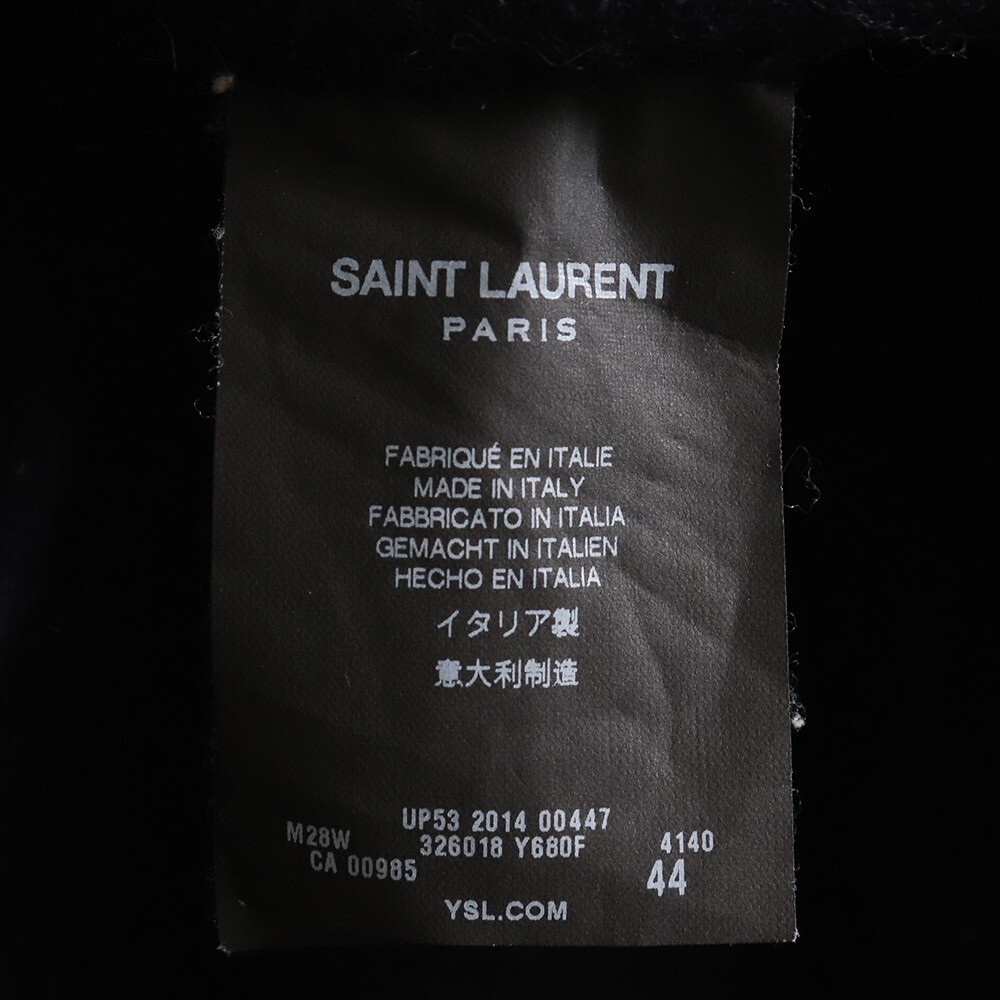 SAINT LAURENT
PARIS
FABRIQUÉ EN ITALIE
MADE IN ITALY
FABBRICATO IN ITALIA
GEMACHT IN ITALIEN
HECHO EN ITALIA
イタリア製
意大利制造
UP53 2014 00447
M28W 326018 Y680F 4140
CA 00985 44
YSL.COM